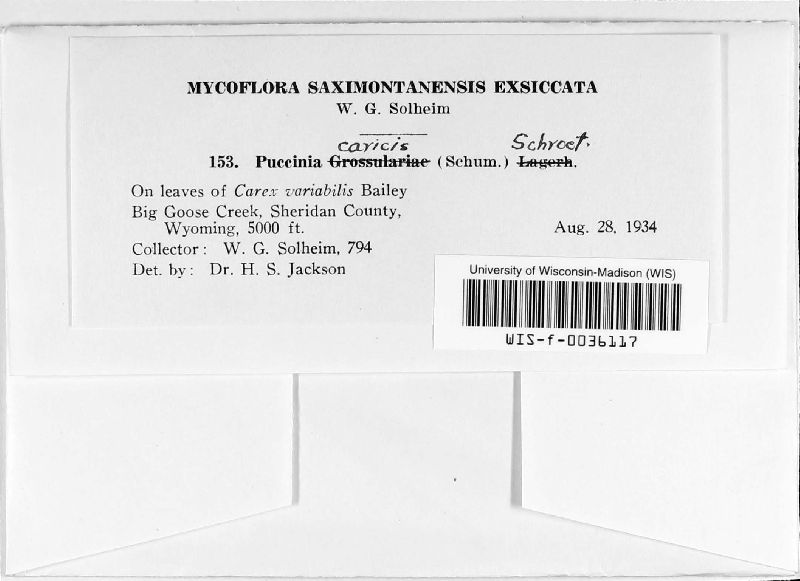 MYCOFLORA SAXIMONTANENSIS EXSICCATA
W. G. Solheim
caricis Schroet.
153. Puccinia Grossulariae (Schum.) Lagerh.
On leaves of Carex variabilis Bailey
Big Goose Creek, Sheridan County,
Wyoming, 5000 ft. Aug. 28, 1934
Collector: W. G. Solheim, 794
Det. by: Dr. H. S. Jackson
University of Wisconsin-Madison (WIS)
WIS-f-0036117